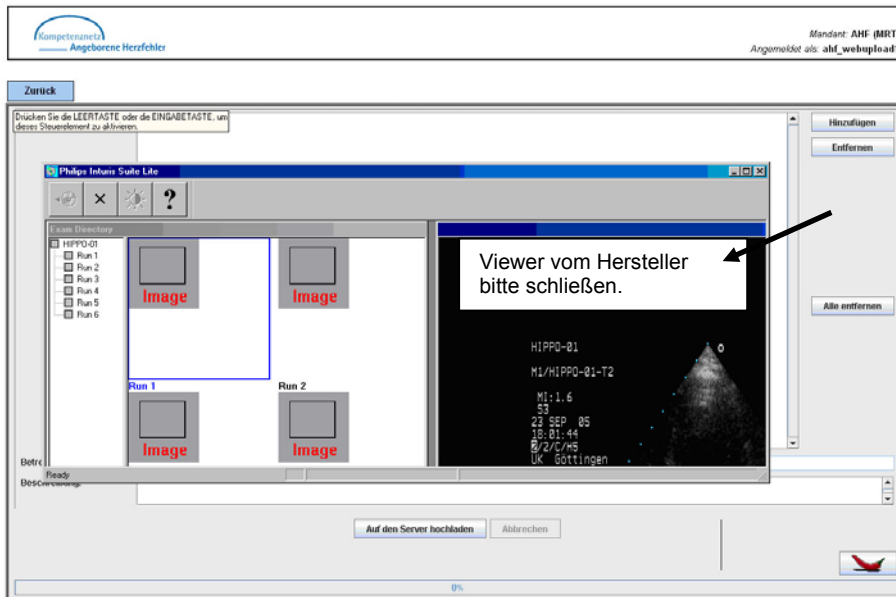 Kompetenznetz
Angeborene Herzfehler
Mandant: AHF (MRT
Angemeldet als: ahf_webupload
Zurück
Drücken Sie die LEERTASTE oder die EINGABETASTE, um
dieses Steuerelement zu aktivieren.
Hinzufügen
Entfernen
Alle entfernen
Philips Inturis Suite Lite
?
Exam Directory
HIPPO-01
Run 1
Run 2
Run 3
Run 4
Run 5
Run 6
Image
Image
Run 1
Run 2
Image
Image
Viewer vom Hersteller
bitte schließen.
HIPPO-01
M1/HIPPO-01-T2
MI:1.6
S3
23 SEP 05
18:01:44
2/2/C/H5
UK Göttingen
Ready
Betre
Beschreibung:
Auf den Server hochladen
Abbrechen
0%